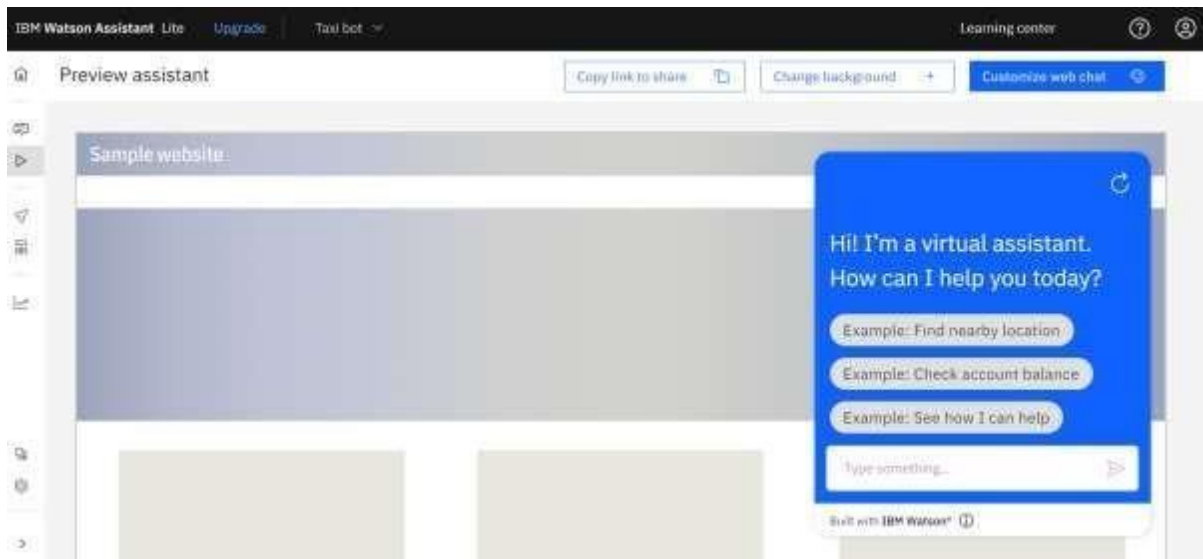 IBM Watson Assistant Lite Upgrade Taxi bot Learning center
Preview assistant Copy link to share Change background + Customize web chat
Sample website
Hi! I'm a virtual assistant.
How can I help you today?
Example: Find nearby location
Example: Check account balance
Example: See how I can help
Type something...
Built with IBM Watson®